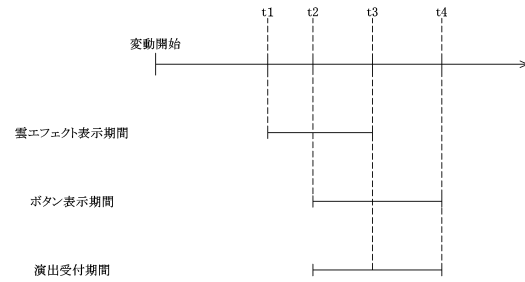 t1 t2 t3 t4
変動開始
雲エフェクト表示期間
ボタン表示期間
演出受付期間